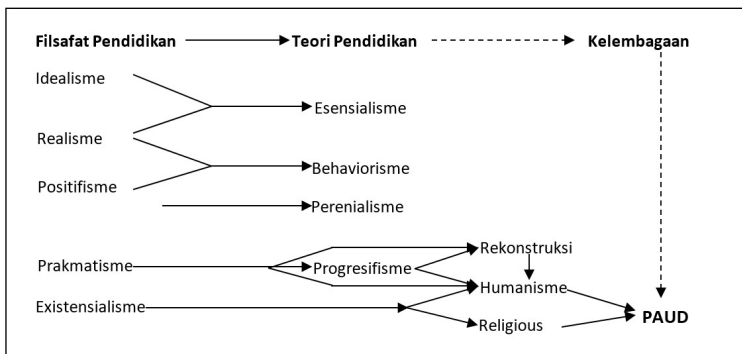 Filsafat Pendidikan Teori Pendidikan Kelembagaan
Idealisme
Esensialisme
Realisme
Behaviorisme
Positifisme
Perenialisme
Rekonstruksi
Prakmatisme Progresifisme
Humanisme
Existensialisme
PAUD
Religious